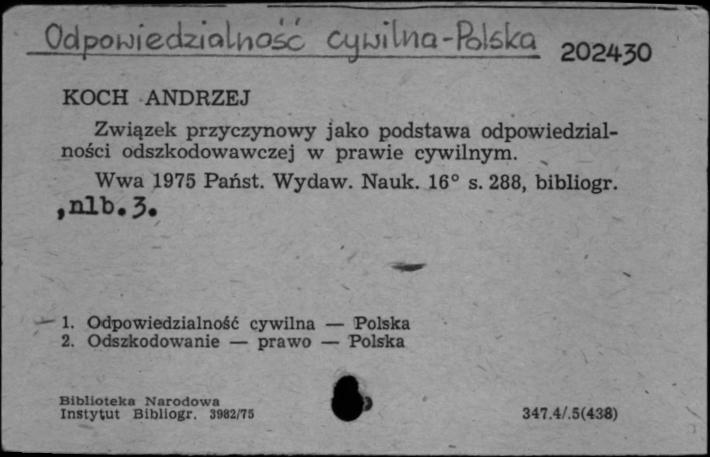 Odpowiedzialność cywilna-Polska 202430
KOCH ANDRZEJ
Związek przyczynowy jako podstawa odpowiedzial-
ności odszkodowawczej w prawie cywilnym.
Wwa 1975 Państ. Wydaw. Nauk. 16° s. 288, bibliogr.
,nlb.3.
1. Odpowiedzialność cywilna — Polska
2. Odszkodowanie — prawo — Polska
Biblioteka Narodowa
Instytut Bibliogr. 3982/75 347.4/.5(438)